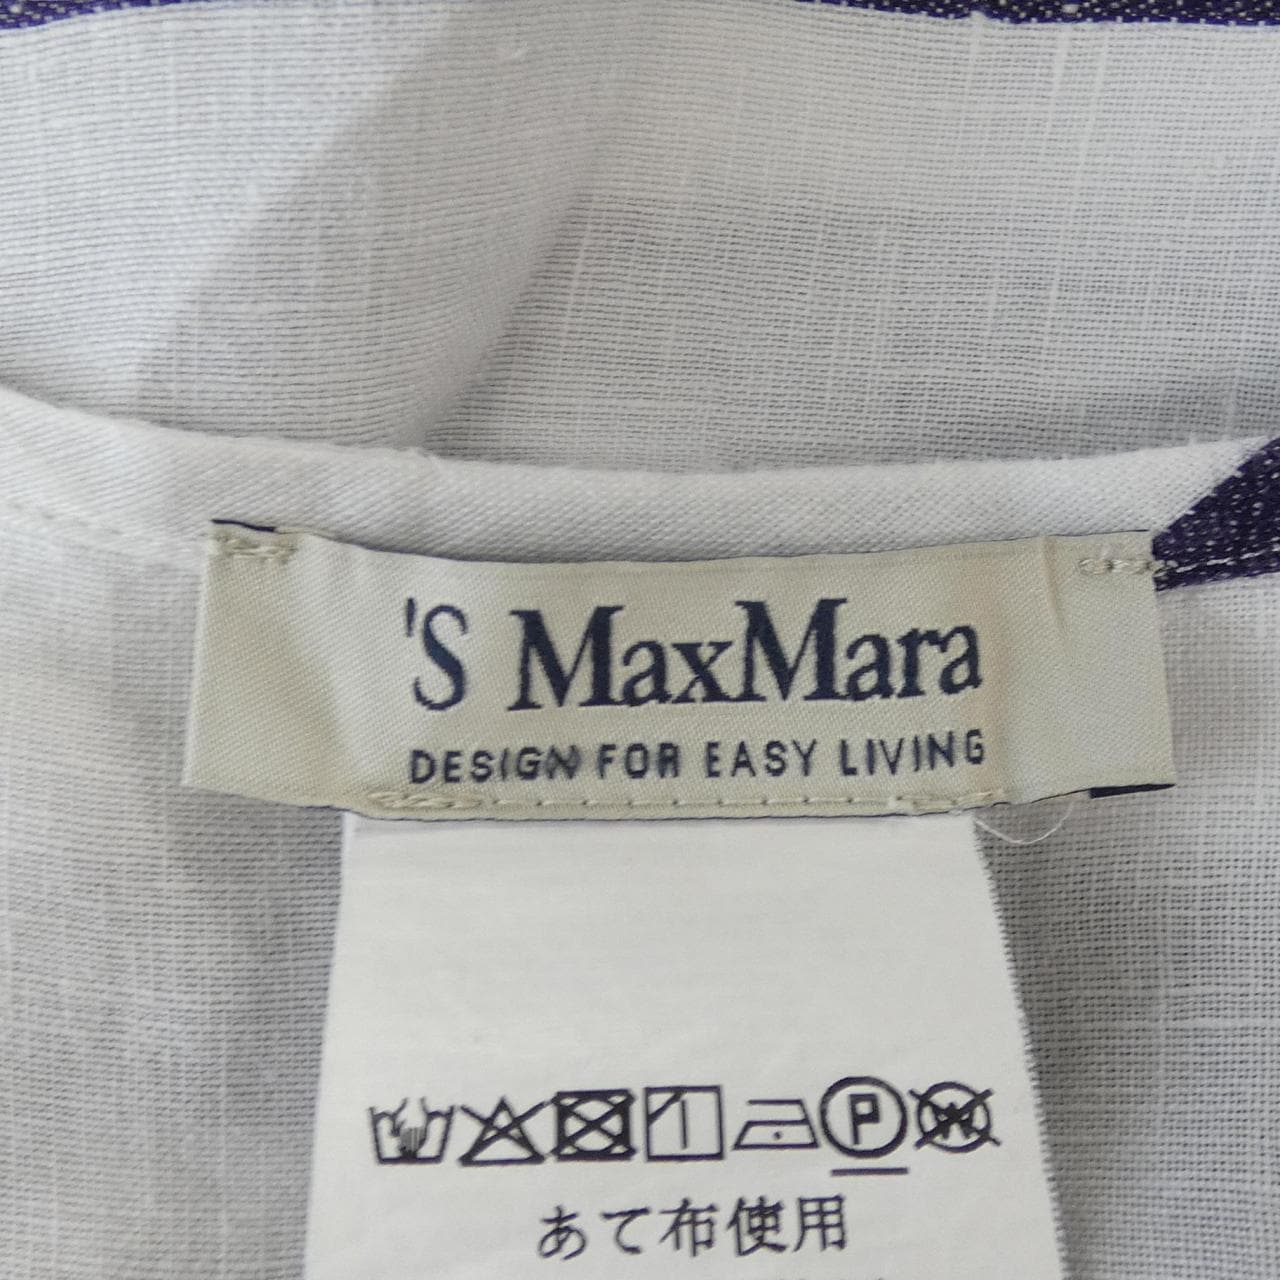 'S MaxMara
DESIGN FOR EASY LIVING
P W
あて布使用